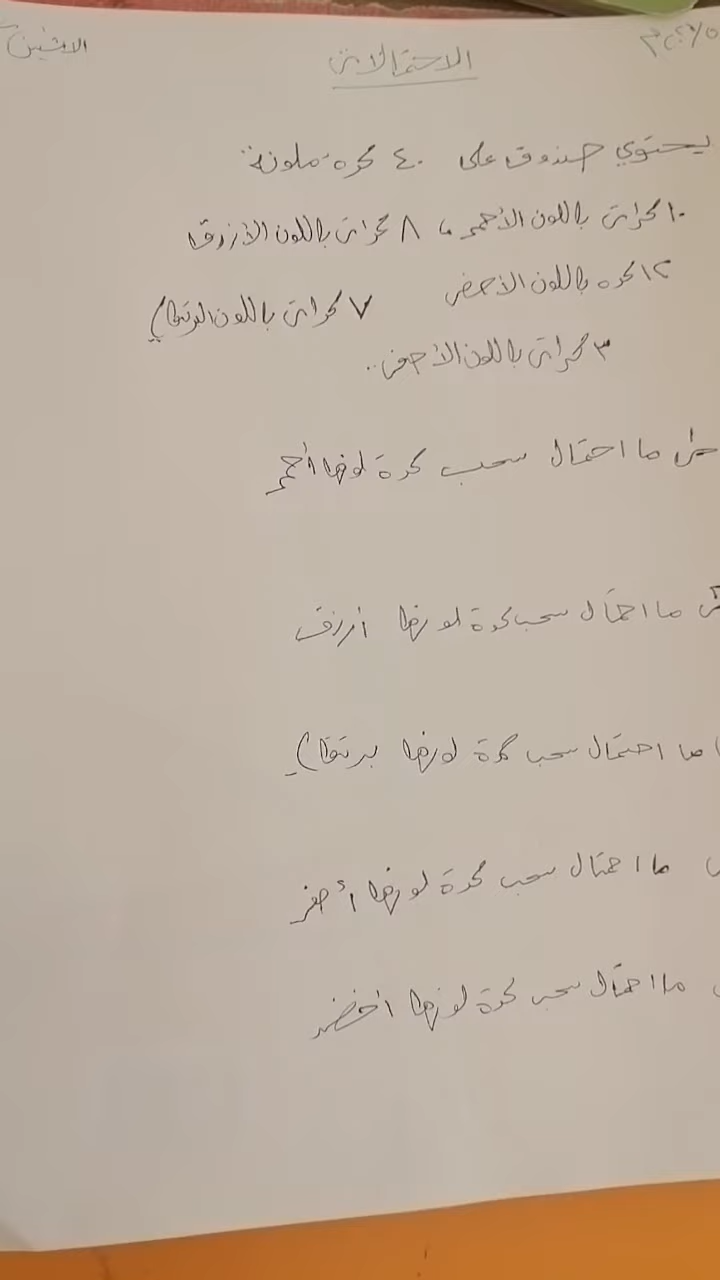 الاثنين
الاحتمالات
يحتوي صندوق على ٤٠ كره ملونة:
١٠ كرات باللون الأحمر، ٨ كرات باللون الأزرق
١٢ كره باللون الأخضر ٧ كرات باللون البرتقالي
٣ كرات باللون الأصفر..
ما احتمال سحب كرة لونها أحمر
ما احتمال سحب كرة لونها أزرق
ما احتمال سحب كرة لونها برتقالي
ما احتمال سحب كرة لونها أصفر
ما احتمال سحب كرة لونها أخضر